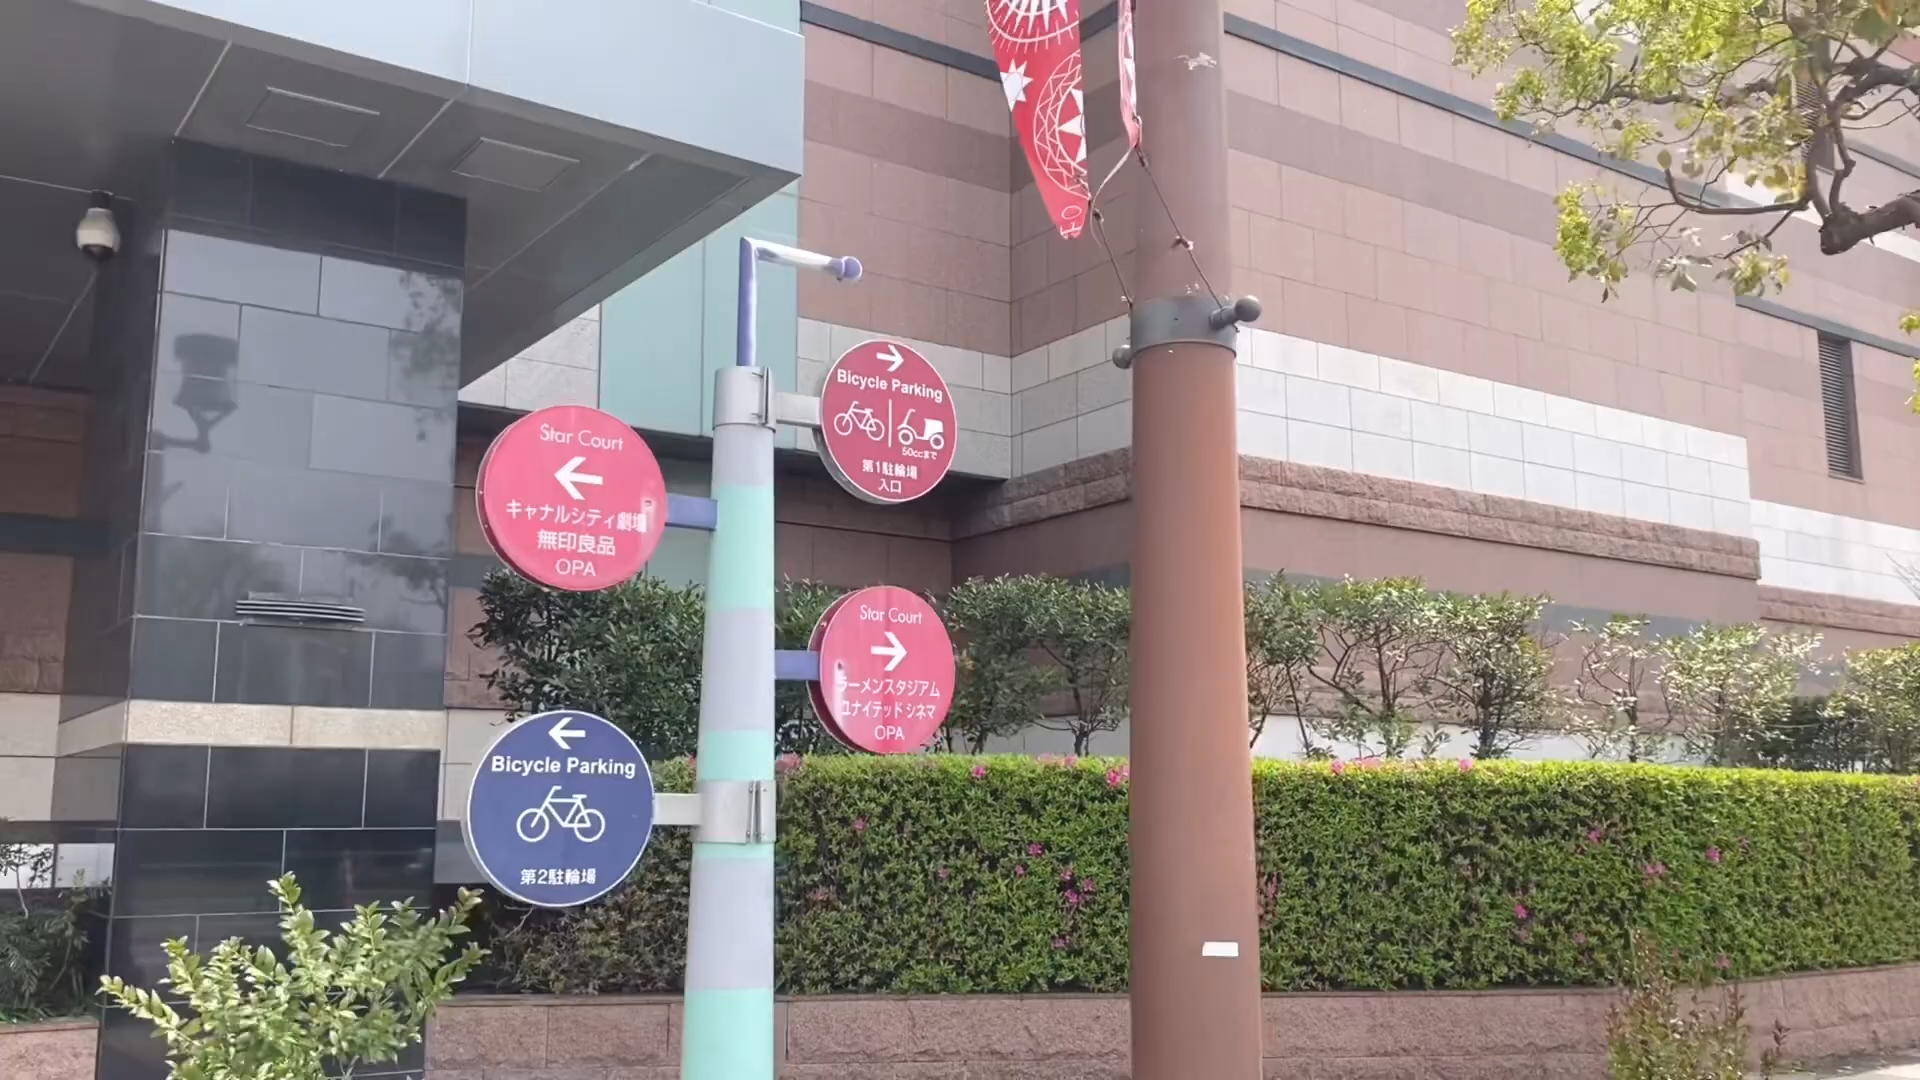 Bicycle Parking
50ccまで
第1駐輪場
入口
Star Court
キャナルシティ劇場
無印良品
OPA
Star Court
ラーメンスタジアム
ユナイテッド シネマ
OPA
Bicycle Parking
第2駐輪場